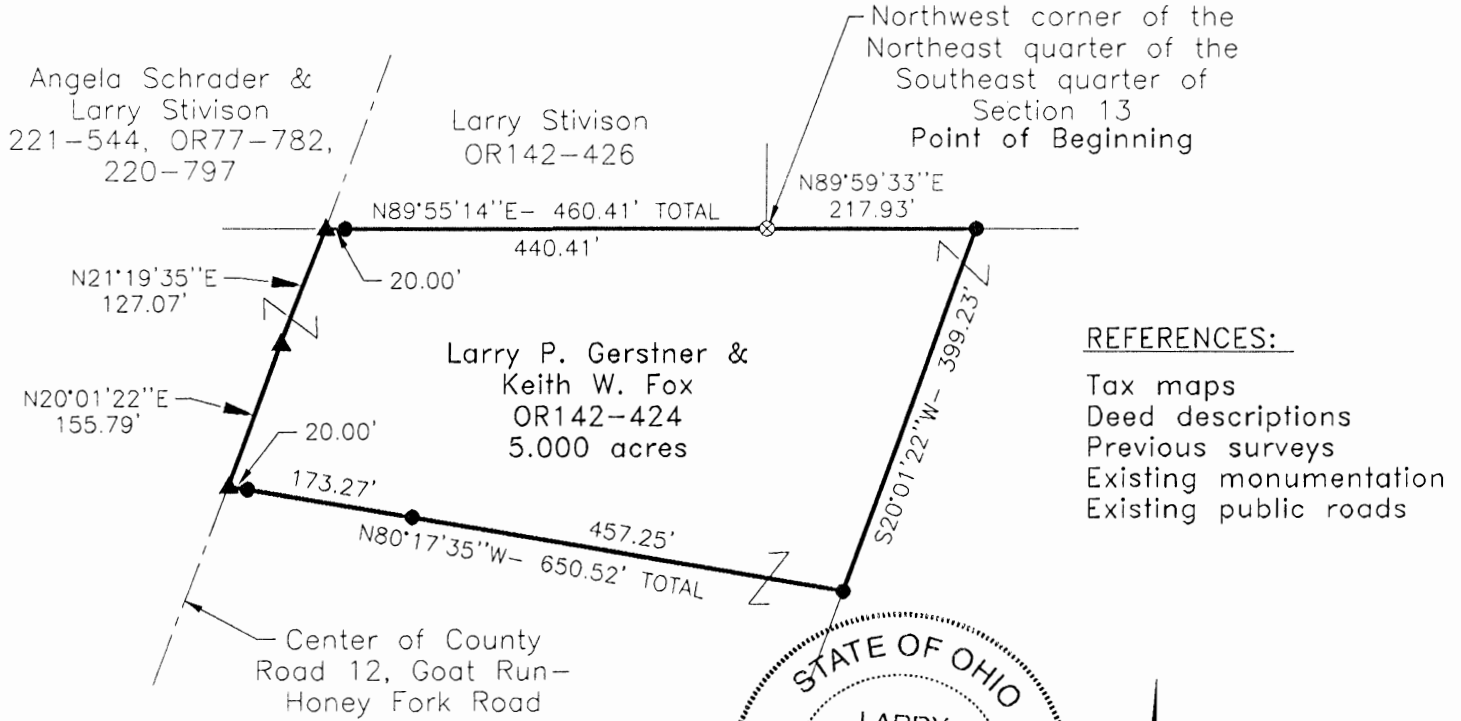 Northwest corner of the
Northeast quarter of the
Southeast quarter of
Section 13
Point of Beginning
Angela Schrader &
Larry Stivison
221-544, OR77-782,
220-797
Larry Stivison
OR142-426
N89°59'33"E
217.93'
N89°55'14"E- 460.41' TOTAL
440.41'
20.00'
N21°19'35"E
127.07'
Larry P. Gerstner &
Keith W. Fox
OR142-424
5.000 acres
S20°01'22"W- 399.23'
REFERENCES:
Tax maps
Deed descriptions
Previous surveys
Existing monumentation
Existing public roads
N20°01'22"E
155.79'
20.00'
173.27'
457.25'
N80°17'35"W- 650.52' TOTAL
Center of County
Road 12, Goat Run-
Honey Fork Road
STATE OF OHIO
LARRY